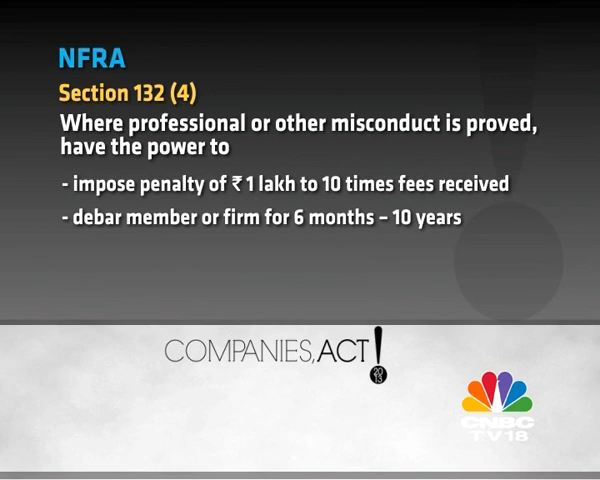 NFRA
Section 132 (4)
Where professional or other misconduct is proved,
have the power to
- impose penalty of ₹ 1 lakh to 10 times fees received
- debar member or firm for 6 months – 10 years
COMPANIES,ACT!
2013
CNBC
TV18